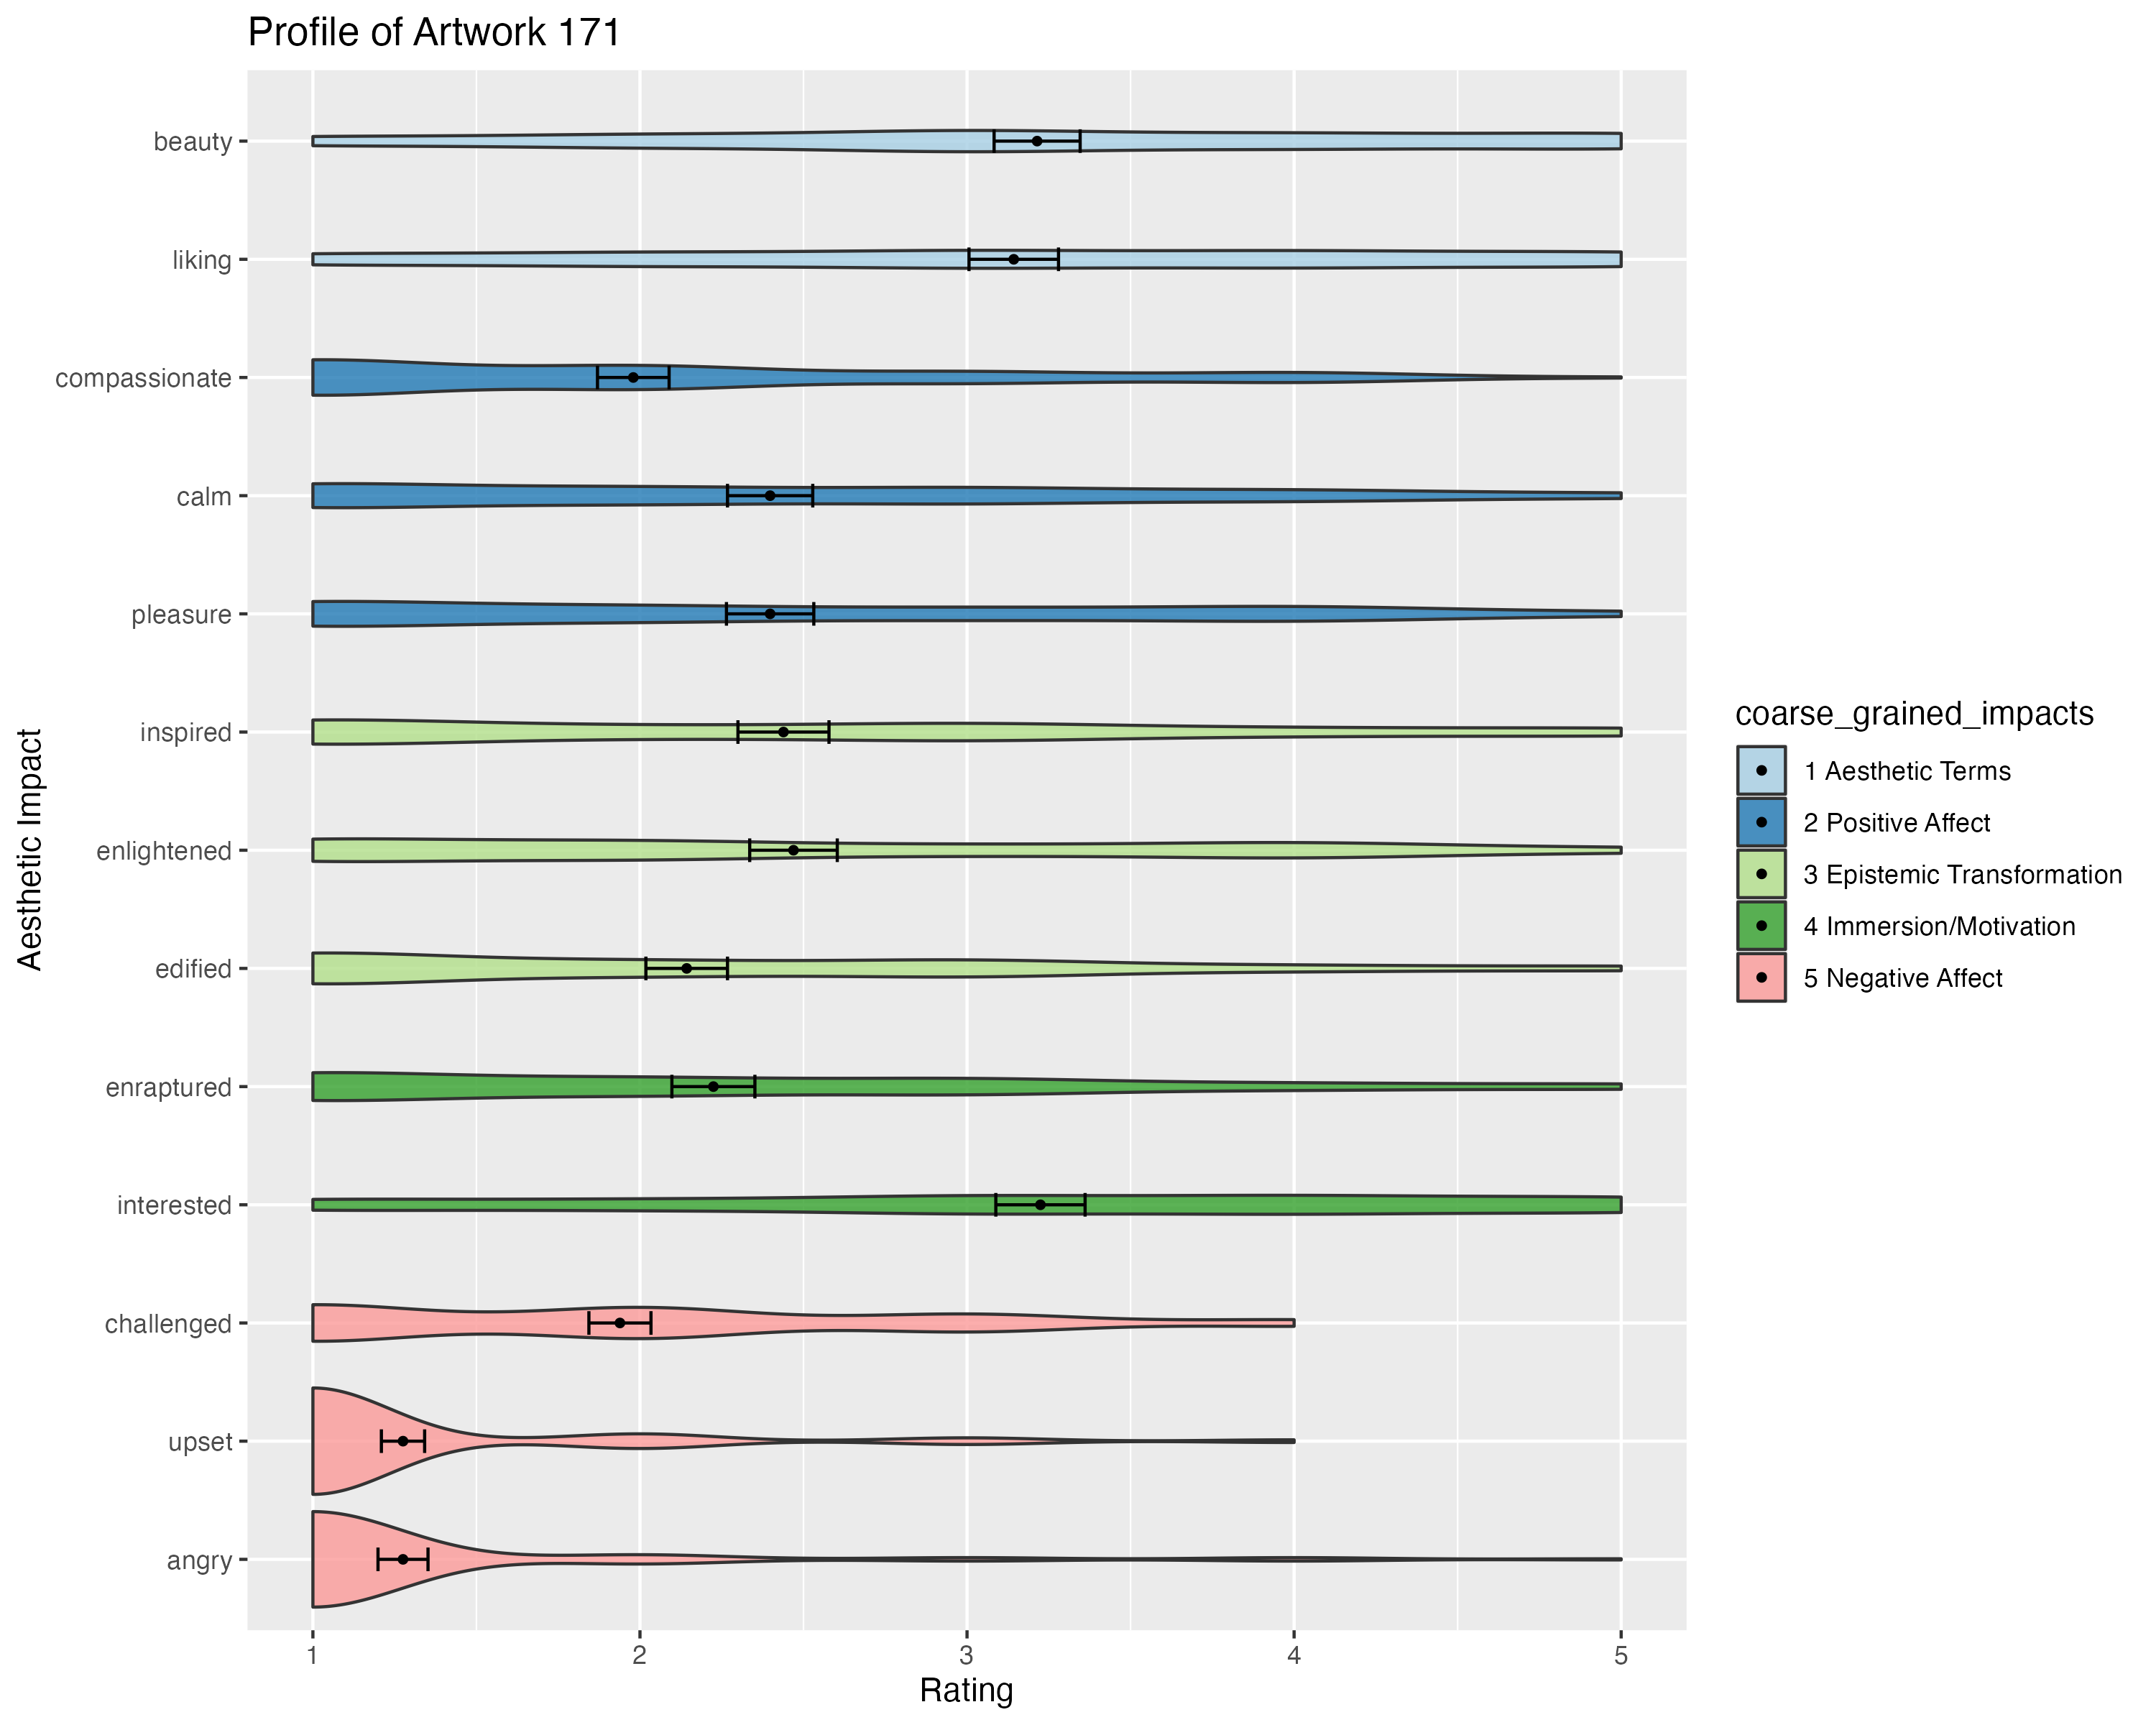 Profile of Artwork 171
Aesthetic Impact
beauty
liking
compassionate
calm
pleasure
inspired
enlightened
edified
enraptured
interested
challenged
upset
angry
1 2 3 4 5
Rating
coarse_grained_impacts
1 Aesthetic Terms
2 Positive Affect
3 Epistemic Transformation
4 Immersion/Motivation
5 Negative Affect